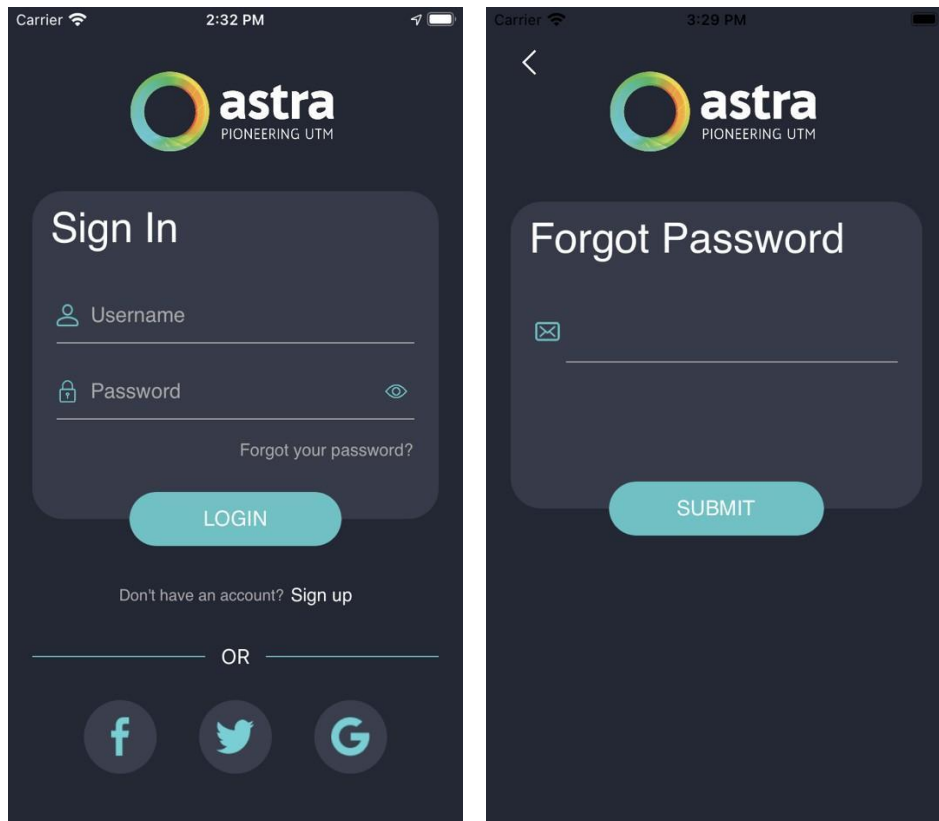 Carrier 2:32 PM
astra
PIONEERING UTM
Sign In
Username
Password
Forgot your password?
LOGIN
Don't have an account? Sign up
OR
Carrier 3:29 PM
astra
PIONEERING UTM
Forgot Password
SUBMIT